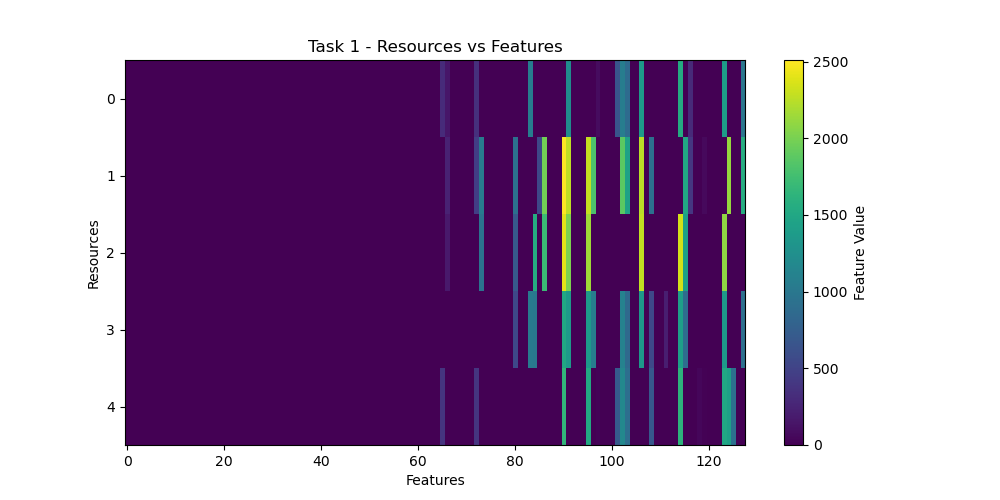 Task 1 - Resources vs Features
Resources
0
1
2
3
4
0 20 40 60 80 100 120
Features
2500
2000
1500
1000
500
0
Feature Value